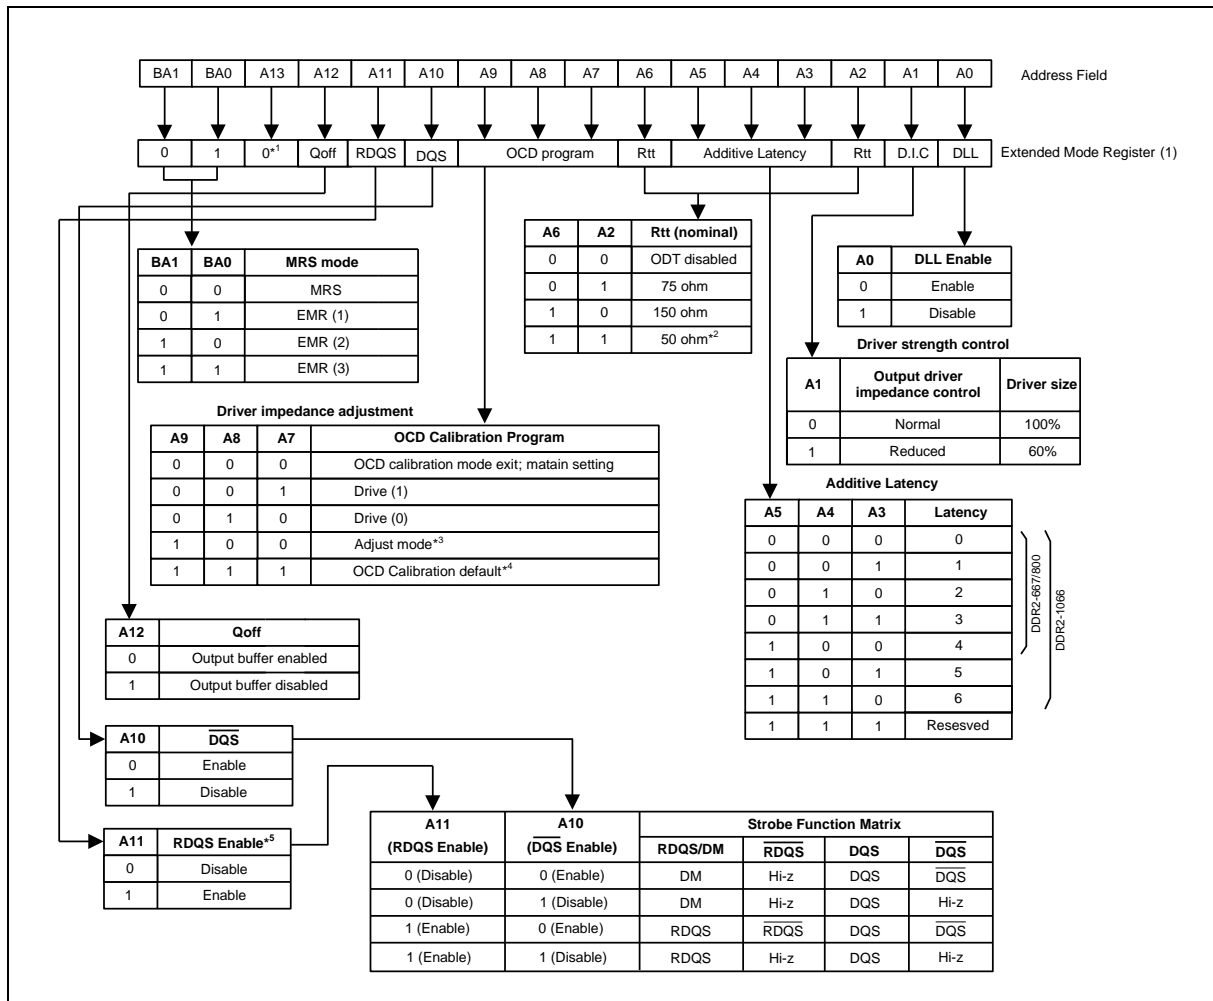 BA1 BA0 A13 A12 A11 A10 A9 A8 A7 A6 A5 A4 A3 A2 A1 A0 Address Field
0 1 0*1 Qoff RDQS DQS OCD program Rtt Additive Latency Rtt D.I.C DLL Extended Mode Register (1)
BA1 BA0 MRS mode
0 0 MRS
0 1 EMR (1)
1 0 EMR (2)
1 1 EMR (3)
A6 A2 Rtt (nominal)
0 0 ODT disabled
0 1 75 ohm
1 0 150 ohm
1 1 50 ohm*2
A0 DLL Enable
0 Enable
1 Disable
Driver strength control
A1 Output driver impedance control Driver size
0 Normal 100%
1 Reduced 60%
Driver impedance adjustment
A9 A8 A7 OCD Calibration Program
0 0 0 OCD calibration mode exit; matain setting
0 0 1 Drive (1)
0 1 0 Drive (0)
1 0 0 Adjust mode*3
1 1 1 OCD Calibration default*4
Additive Latency
A5 A4 A3 Latency
0 0 0 0
0 0 1 1
0 1 0 2
0 1 1 3
1 0 0 4
1 0 1 5
1 1 0 6
1 1 1 Resesved
DDR2-667/800
DDR2-1066
A12 Qoff
0 Output buffer enabled
1 Output buffer disabled
A10 D̅Q̅S̅
0 Enable
1 Disable
A11 RDQS Enable*5
0 Disable
1 Enable
A11 (RDQS Enable) A10 (D̅Q̅S̅ Enable) Strobe Function Matrix
RDQS/DM R̅D̅Q̅S̅ DQS D̅Q̅S̅
0 (Disable) 0 (Enable) DM Hi-z DQS D̅Q̅S̅
0 (Disable) 1 (Disable) DM Hi-z DQS Hi-z
1 (Enable) 0 (Enable) RDQS R̅D̅Q̅S̅ DQS D̅Q̅S̅
1 (Enable) 1 (Disable) RDQS Hi-z DQS Hi-z